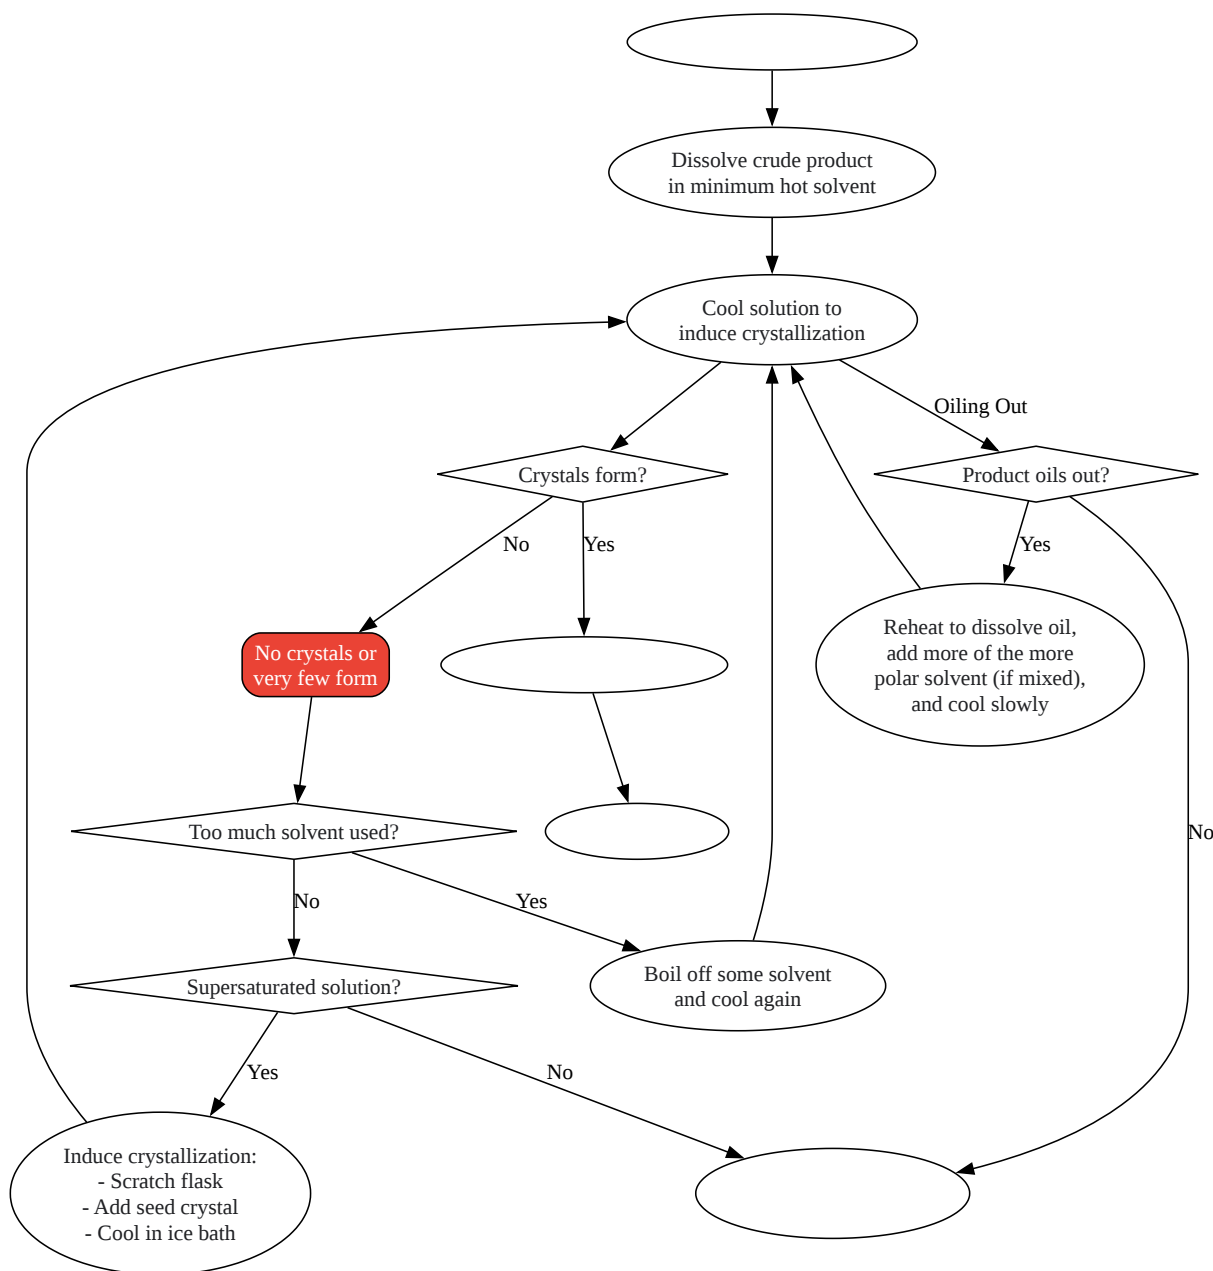 Dissolve crude product
in minimum hot solvent
Cool solution to
induce crystallization
Oiling Out
Crystals form?
Product oils out?
No
Yes
Yes
No crystals or
very few form
Reheat to dissolve oil,
add more of the more
polar solvent (if mixed),
and cool slowly
Too much solvent used?
No
No
Yes
Supersaturated solution?
Boil off some solvent
and cool again
Yes
No
Induce crystallization:
- Scratch flask
- Add seed crystal
- Cool in ice bath